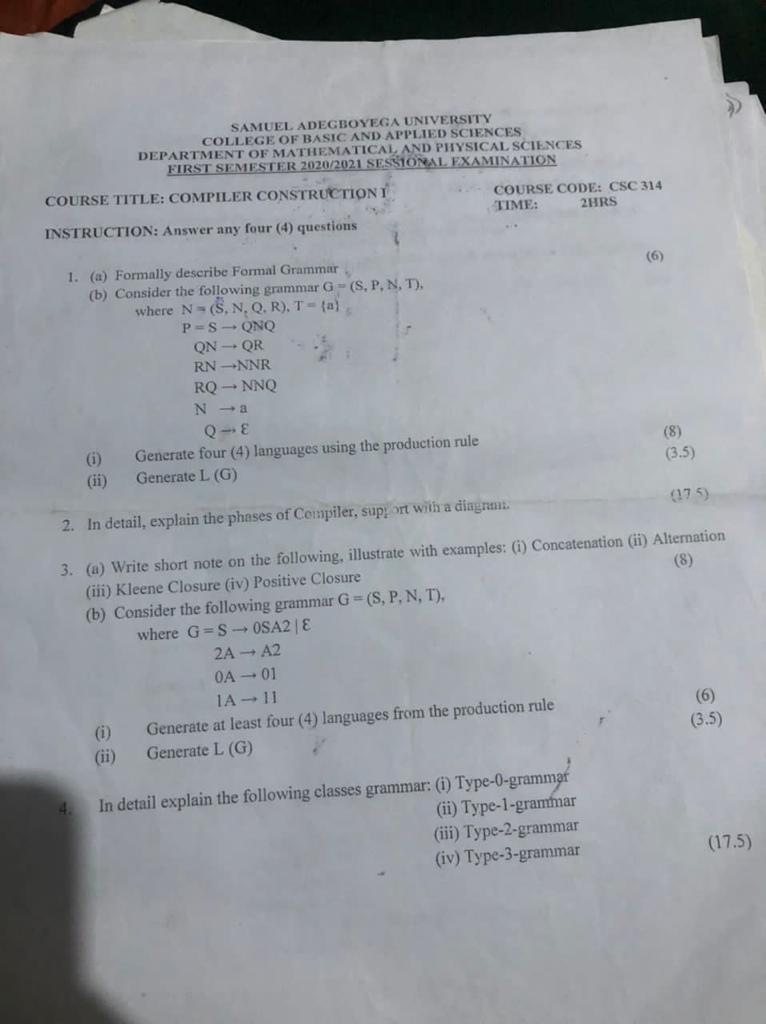 SAMUEL ADEGBOYEGA UNIVERSITY
COLLEGE OF BASIC AND APPLIED SCIENCES
DEPARTMENT OF MATHEMATICAL AND PHYSICAL SCIENCES
FIRST SEMESTER 2020/2021 SESSIONAL EXAMINATION
COURSE TITLE: COMPILER CONSTRUCTION I COURSE CODE: CSC 314
TIME: 2HRS
INSTRUCTION: Answer any four (4) questions
1. (a) Formally describe Formal Grammar (6)
(b) Consider the following grammar G = (S, P, N, T),
where N = (S, N, Q, R), T = {a}
P = S → QNQ
QN → QR
RN →NNR
RQ → NNQ
N → a
Q → Ɛ
(i) Generate four (4) languages using the production rule (8)
(ii) Generate L (G) (3.5)
2. In detail, explain the phases of Compiler, support with a diagram. (17.5)
3. (a) Write short note on the following, illustrate with examples: (i) Concatenation (ii) Alternation
(iii) Kleene Closure (iv) Positive Closure (8)
(b) Consider the following grammar G = (S, P, N, T),
where G = S → 0SA2 | Ɛ
2A → A2
0A → 01
1A → 11
(i) Generate at least four (4) languages from the production rule (6)
(ii) Generate L (G) (3.5)
4. In detail explain the following classes grammar: (i) Type-0-grammar
(ii) Type-1-grammar
(iii) Type-2-grammar
(iv) Type-3-grammar (17.5)